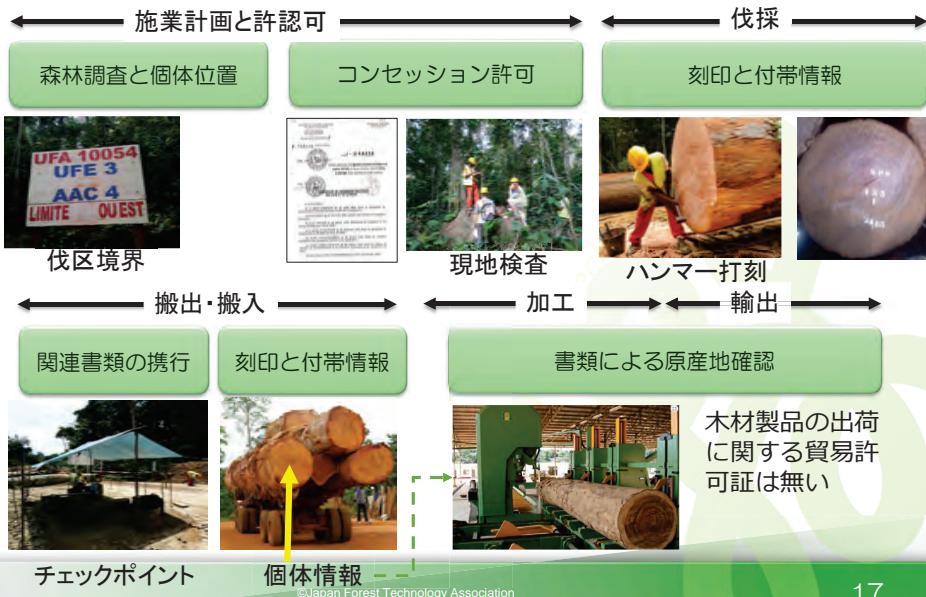 施業計画と許認可
伐採
森林調査と個体位置
コンセッション許可
刻印と付帯情報
UFA 10054
UFE 3
AAC 4
LIMITE OUEST
伐区境界
現地検査
ハンマー打刻
搬出・搬入
加工
輸出
関連書類の携行
刻印と付帯情報
書類による原産地確認
木材製品の出荷
に関する貿易許
可証は無い
チェックポイント
個体情報
©Japan Forest Technology Association
17